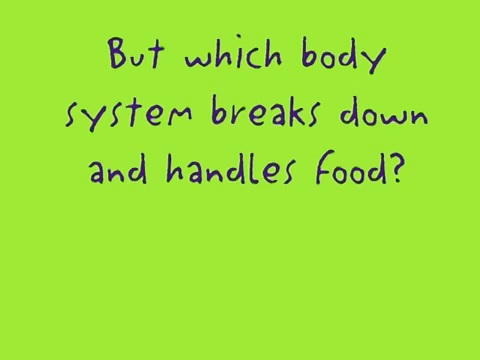 But which body
system breaks down
and handles food?